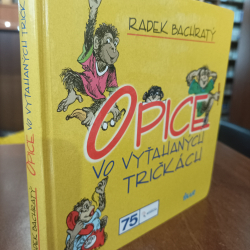 RADEK BACHRATÝ
OPICE
VO VYŤAHANÝCH
TRIČKÁCH
75
RADEK BACHRATÝ OPICE VO VYŤAHANÝCH TRIČKÁCH